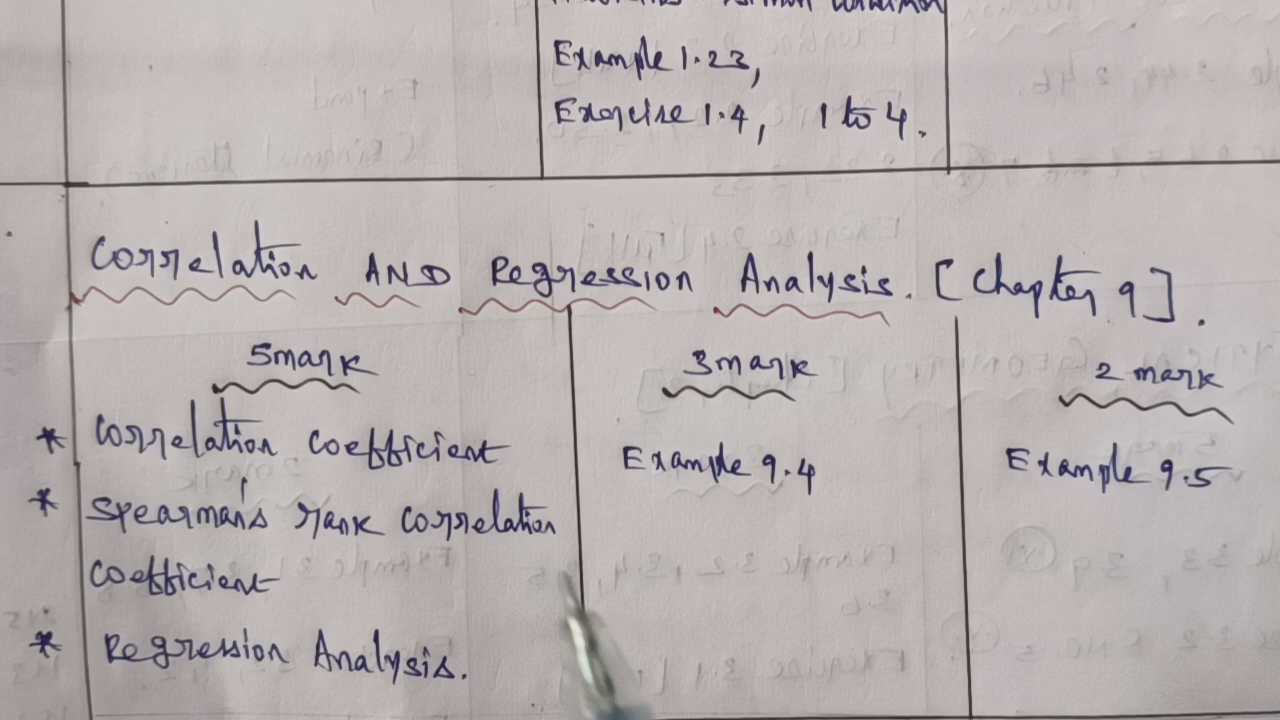 Example 1.23,
Exercise 1.4, 1 to 4.
Correlation AND Regression Analysis. [Chapter 9].
5mark
3mark
2 mark
* Correlation coefficient
Example 9.4
Example 9.5
* Spearman's rank correlation
coefficient
* Regression Analysis.